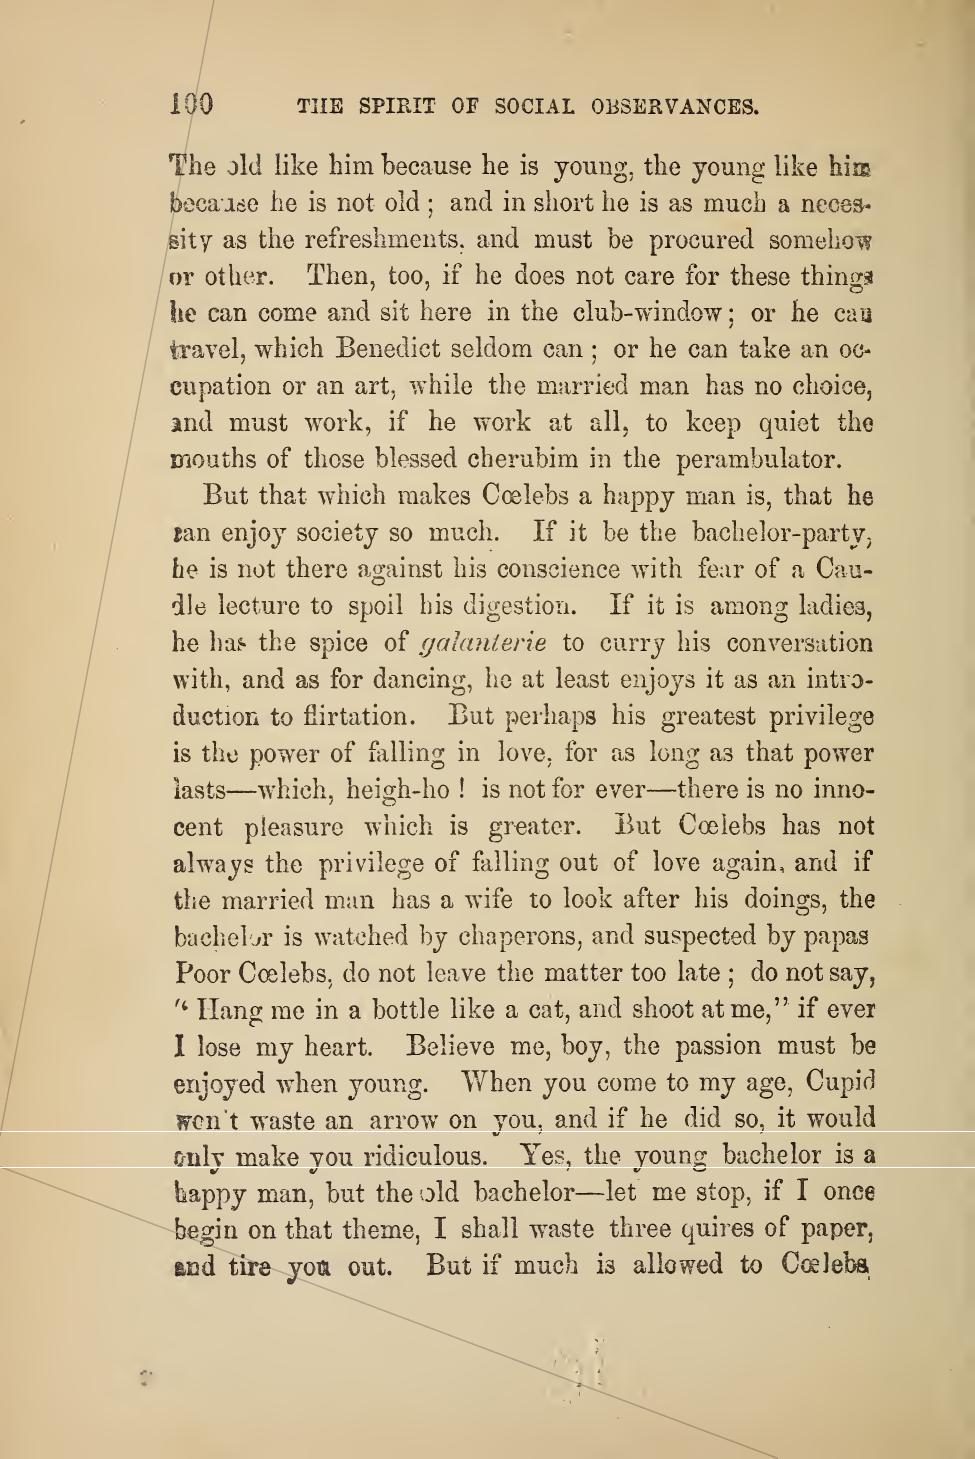 100 THE SPIRIT OF SOCIAL OBSERVANCES.
The old like him because he is young, the young like him
because he is not old ; and in short he is as much a neces-
sity as the refreshments, and must be procured somehow
or other. Then, too, if he does not care for these things
he can come and sit here in the club-window ; or he can
travel, which Benedict seldom can ; or he can take an oc-
cupation or an art, while the married man has no choice,
and must work, if he work at all, to keep quiet the
mouths of those blessed cherubim in the perambulator.
But that which makes Cœlebs a happy man is, that he
can enjoy society so much. If it be the bachelor-party,
he is not there against his conscience with fear of a Cau-
dle lecture to spoil his digestion. If it is among ladies,
he has the spice of galanterie to curry his conversation
with, and as for dancing, he at least enjoys it as an intro-
duction to flirtation. But perhaps his greatest privilege
is the power of falling in love, for as long as that power
lasts—which, heigh-ho ! is not for ever—there is no inno-
cent pleasure which is greater. But Cœlebs has not
always the privilege of falling out of love again, and if
the married man has a wife to look after his doings, the
bachelor is watched by chaperons, and suspected by papas
Poor Cœlebs, do not leave the matter too late ; do not say,
“ Hang me in a bottle like a cat, and shoot at me,” if ever
I lose my heart. Believe me, boy, the passion must be
enjoyed when young. When you come to my age, Cupid
won't waste an arrow on you, and if he did so, it would
only make you ridiculous. Yes, the young bachelor is a
happy man, but the old bachelor—let me stop, if I once
begin on that theme, I shall waste three quires of paper,
and tire you out. But if much is allowed to Cœlebs,